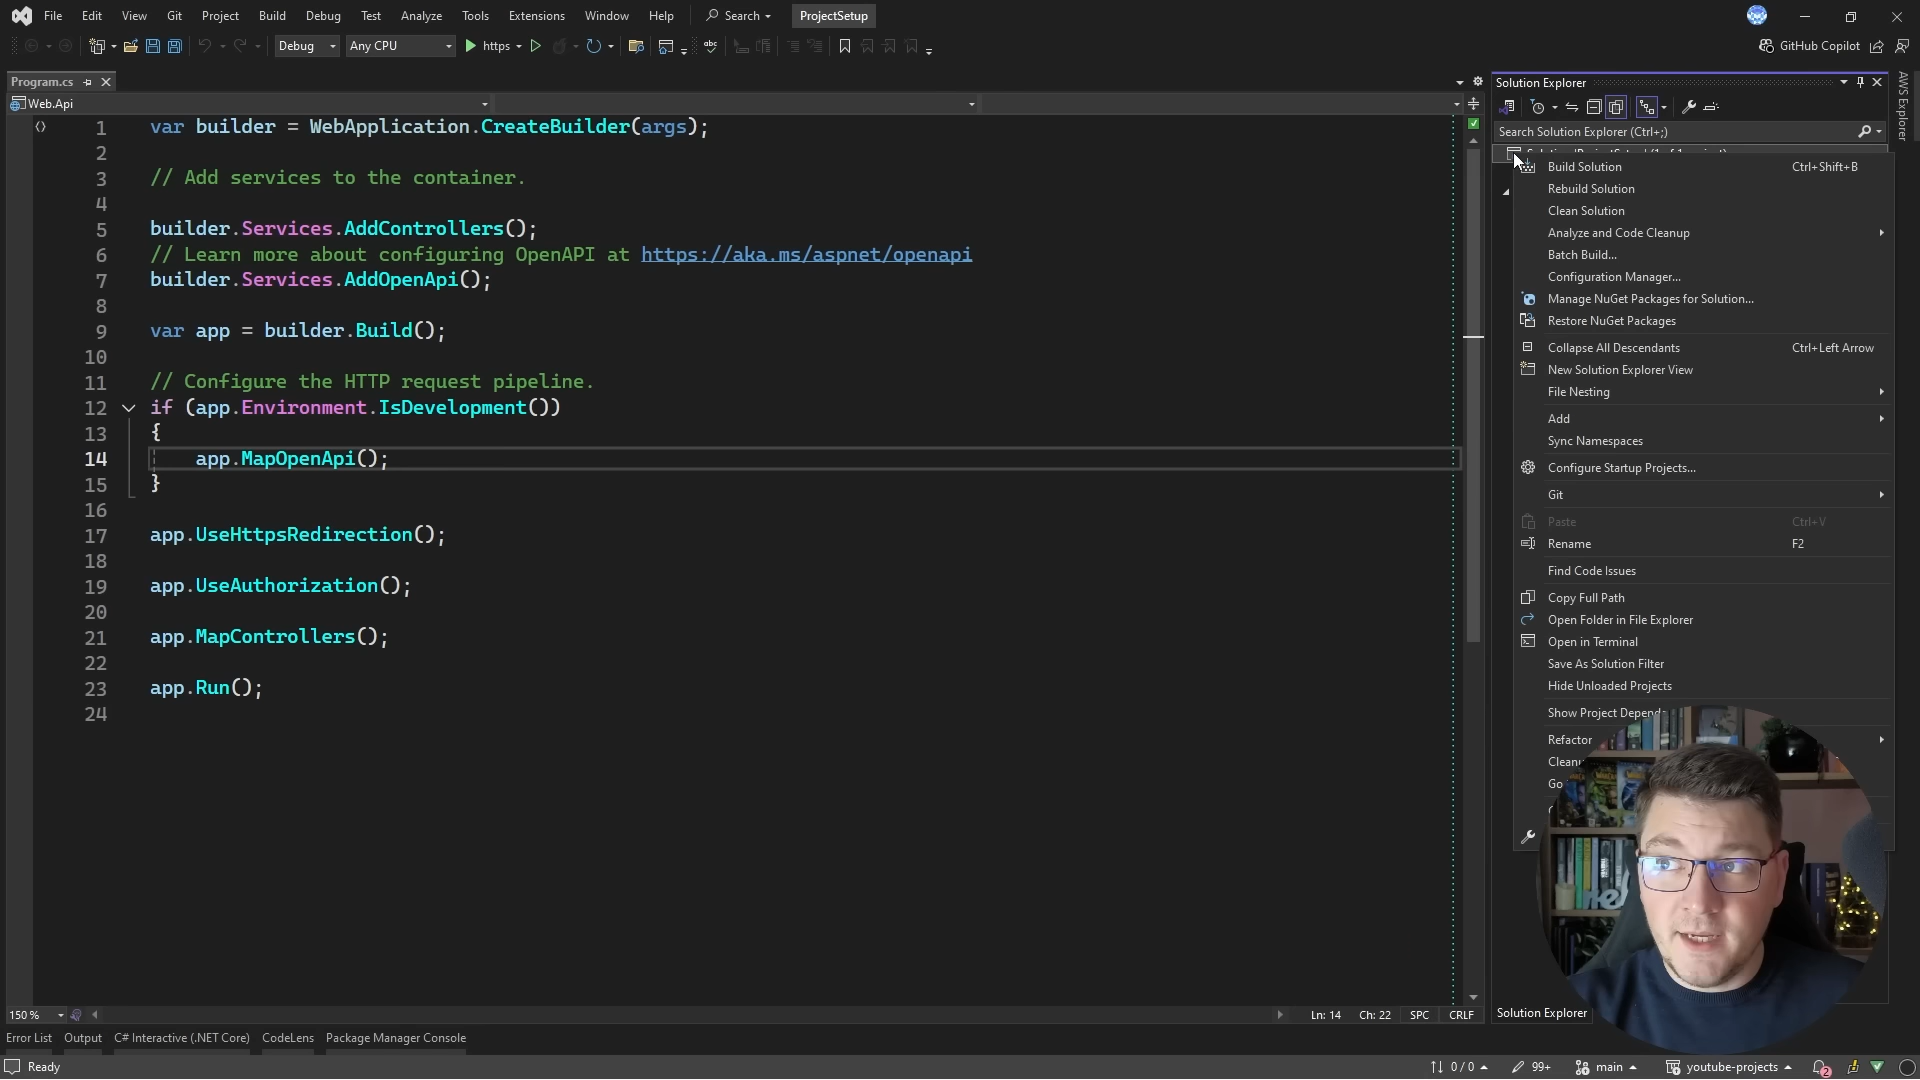 File Edit View Git Project Build Debug Test Analyze Tools Extensions Window Help Search ProjectSetup
Debug Any CPU https GitHub Copilot
Program.cs
Web.Api
1 var builder = WebApplication.CreateBuilder(args);
2
3 // Add services to the container.
4
5 builder.Services.AddControllers();
6 // Learn more about configuring OpenAPI at https://aka.ms/aspnet/openapi
7 builder.Services.AddOpenApi();
8
9 var app = builder.Build();
10
11 // Configure the HTTP request pipeline.
12 if (app.Environment.IsDevelopment())
13 {
14 app.MapOpenApi();
15 }
16
17 app.UseHttpsRedirection();
18
19 app.UseAuthorization();
20
21 app.MapControllers();
22
23 app.Run();
24
150 % Ln: 14 Ch: 22 SPC CRLF
Solution Explorer
Search Solution Explorer (Ctrl+;)
Build Solution Ctrl+Shift+B
Rebuild Solution
Clean Solution
Analyze and Code Cleanup
Batch Build...
Configuration Manager...
Manage NuGet Packages for Solution...
Restore NuGet Packages
Collapse All Descendants Ctrl+Left Arrow
New Solution Explorer View
File Nesting
Add
Sync Namespaces
Configure Startup Projects...
Git
Paste Ctrl+V
Rename F2
Find Code Issues
Copy Full Path
Open Folder in File Explorer
Open in Terminal
Save As Solution Filter
Hide Unloaded Projects
Show Project Depend
Refactor
Clean
Go
Solution Explorer
AWS Explorer
Error List Output C# Interactive (.NET Core) CodeLens Package Manager Console
Ready 0 / 0 99+ main youtube-projects 2